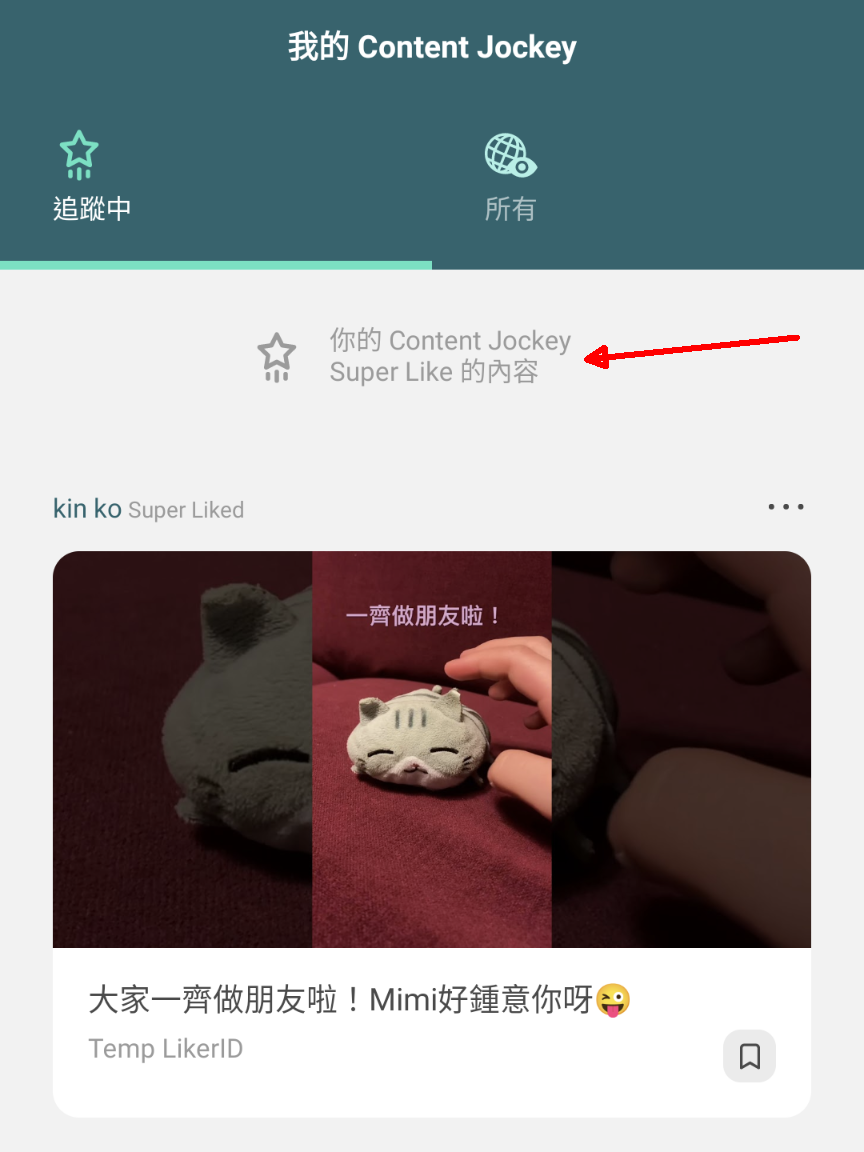 我的 Content Jockey
追蹤中
所有
你的 Content Jockey
Super Like 的內容
kin ko Super Liked
一齊做朋友啦！
大家一齊做朋友啦！Mimi好鍾意你呀😜
Temp LikerID